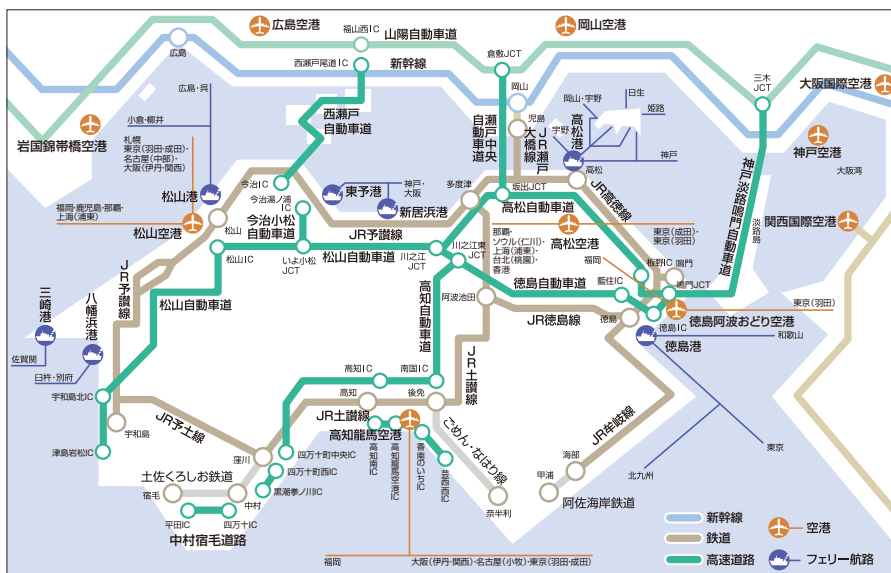 広島空港
福山西IC
山陽自動車道
岡山空港
広島
西瀬戸尾道IC
新幹線
倉敷JCT
三木
JCT
大阪国際空港
広島・呉
岡山
岡山・宇野
日生
姫路
児島
宇野
神戸
高松港
高松
瀬戸中央
自動車道
JR瀬戸
大橋線
西瀬戸
自動車道
小倉・柳井
岩国錦帯橋空港
札幌
東京(羽田・成田)・
名古屋(中部)・
大阪(伊丹・関西)
神戸空港
大阪湾
松山港
今治IC
今治湯ノ浦
IC
東予港
神戸・
大阪
新居浜港
多度津
坂出JCT
JR高徳線
神戸淡路鳴門自動車道
淡路島
関西国際空港
福岡・鹿児島・那覇・
上海(浦東)
松山空港
松山
今治小松
自動車道
JR予讃線
高松自動車道
那覇・
ソウル(仁川)・
上海(浦東)・
台北(桃園)・
香港
高松空港
東京(成田)・
東京(羽田)
福岡
松山IC
いよ小松
JCT
松山自動車道
川之江
JCT
川之江東
JCT
板野IC
鳴門
鳴門JCT
藍住IC
徳島自動車道
JR予讃線
松山自動車道
高知自動車道
阿波池田
JR徳島線
徳島
徳島IC
徳島阿波おどり空港
東京(羽田)
徳島港
和歌山
三崎港
佐賀関
八幡浜港
臼杵・別府
宇和島北IC
宇和島
津島岩松IC
JR予土線
高知IC
南国IC
JR土讃線
高知
後免
JR土讃線
高知龍馬空港
ごめん・なはり線
JR牟岐線
窪川
四万十町中央IC
四万十町西IC
黒潮拳ノ川IC
高知南IC
高知龍馬空港IC
香南のいちIC
芸西西IC
奈半利
海部
甲浦
阿佐海岸鉄道
北九州
東京
土佐くろしお鉄道
宿毛
中村
平田IC
四万十IC
中村宿毛道路
福岡
大阪(伊丹・関西)・名古屋(小牧)・東京(羽田・成田)
新幹線
鉄道
高速道路
空港
フェリー航路